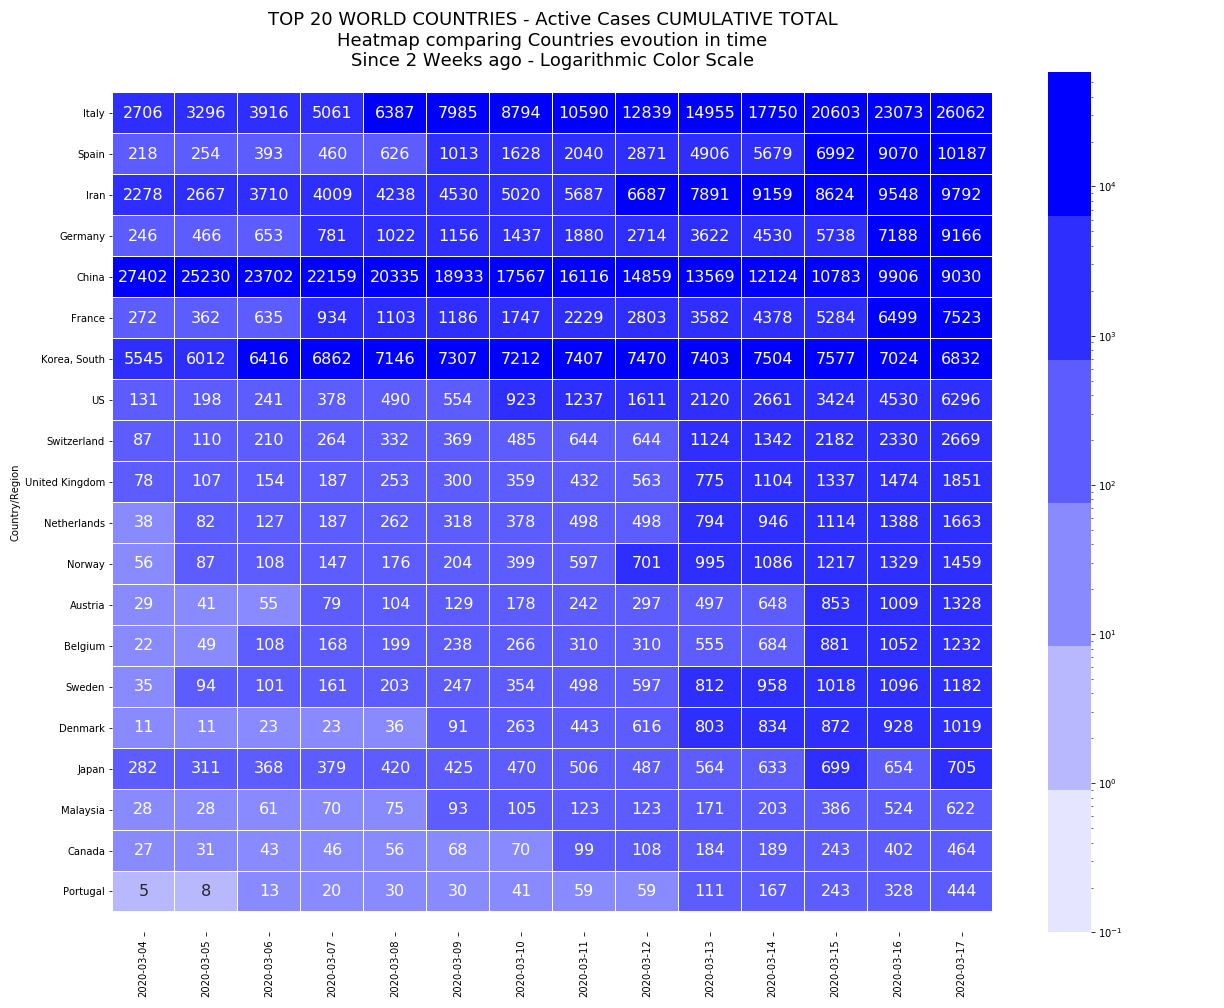 TOP 20 WORLD COUNTRIES - Active Cases CUMULATIVE TOTAL
Heatmap comparing Countries evoution in time
Since 2 Weeks ago - Logarithmic Color Scale
Country/Region
Italy 2706 3296 3916 5061 6387 7985 8794 10590 12839 14955 17750 20603 23073 26062
Spain 218 254 393 460 626 1013 1628 2040 2871 4906 5679 6992 9070 10187
Iran 2278 2667 3710 4009 4238 4530 5020 5687 6687 7891 9159 8624 9548 9792
Germany 246 466 653 781 1022 1156 1437 1880 2714 3622 4530 5738 7188 9166
China 27402 25230 23702 22159 20335 18933 17567 16116 14859 13569 12124 10783 9906 9030
France 272 362 635 934 1103 1186 1747 2229 2803 3582 4378 5284 6499 7523
Korea, South 5545 6012 6416 6862 7146 7307 7212 7407 7470 7403 7504 7577 7024 6832
US 131 198 241 378 490 554 923 1237 1611 2120 2661 3424 4530 6296
Switzerland 87 110 210 264 332 369 485 644 644 1124 1342 2182 2330 2669
United Kingdom 78 107 154 187 253 300 359 432 563 775 1104 1337 1474 1851
Netherlands 38 82 127 187 262 318 378 498 498 794 946 1114 1388 1663
Norway 56 87 108 147 176 204 399 597 701 995 1086 1217 1329 1459
Austria 29 41 55 79 104 129 178 242 297 497 648 853 1009 1328
Belgium 22 49 108 168 199 238 266 310 310 555 684 881 1052 1232
Sweden 35 94 101 161 203 247 354 498 597 812 958 1018 1096 1182
Denmark 11 11 23 23 36 91 263 443 616 803 834 872 928 1019
Japan 282 311 368 379 420 425 470 506 487 564 633 699 654 705
Malaysia 28 28 61 70 75 93 105 123 123 171 203 386 524 622
Canada 27 31 43 46 56 68 70 99 108 184 189 243 402 464
Portugal 5 8 13 20 30 30 41 59 59 111 167 243 328 444
2020-03-04 2020-03-05 2020-03-06 2020-03-07 2020-03-08 2020-03-09 2020-03-10 2020-03-11 2020-03-12 2020-03-13 2020-03-14 2020-03-15 2020-03-16 2020-03-17
10⁴
10³
10²
10¹
10⁰
10⁻¹